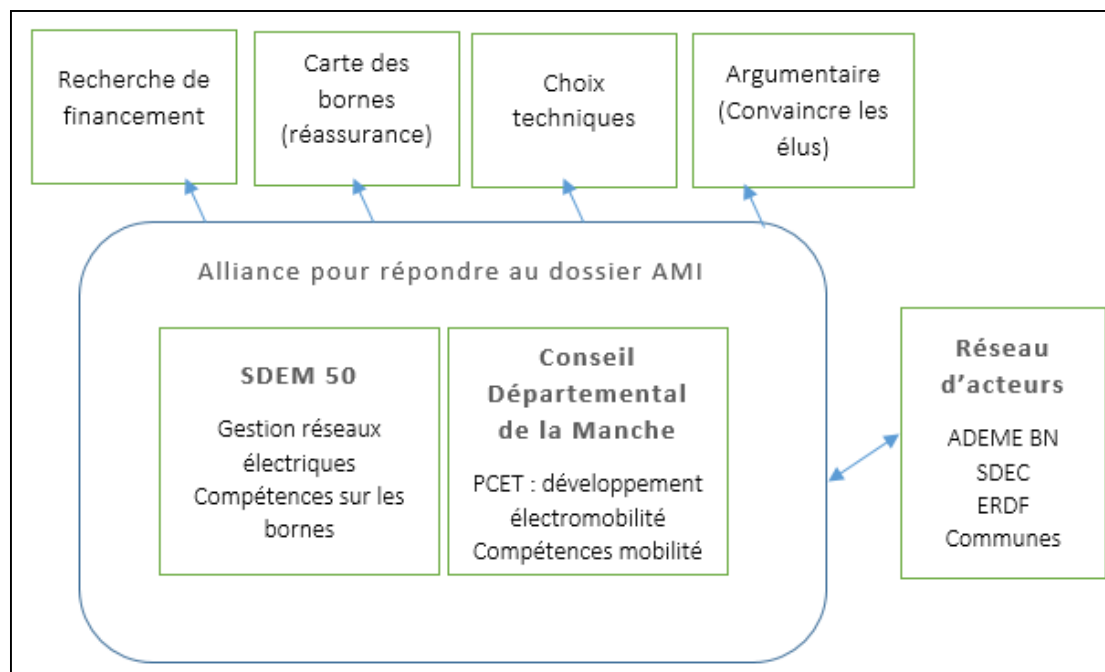 Recherche de
financement
Carte des
bornes
(réassurance)
Choix
techniques
Argumentaire
(Convaincre les
élus)
Alliance pour répondre au dossier AMI
SDEM 50
Gestion réseaux
électriques
Compétences sur les
bornes
Conseil
Départemental
de la Manche
PCET : développement
électromobilité
Compétences mobilité
Réseau
d’acteurs
ADEME BN
SDEC
ERDF
Communes